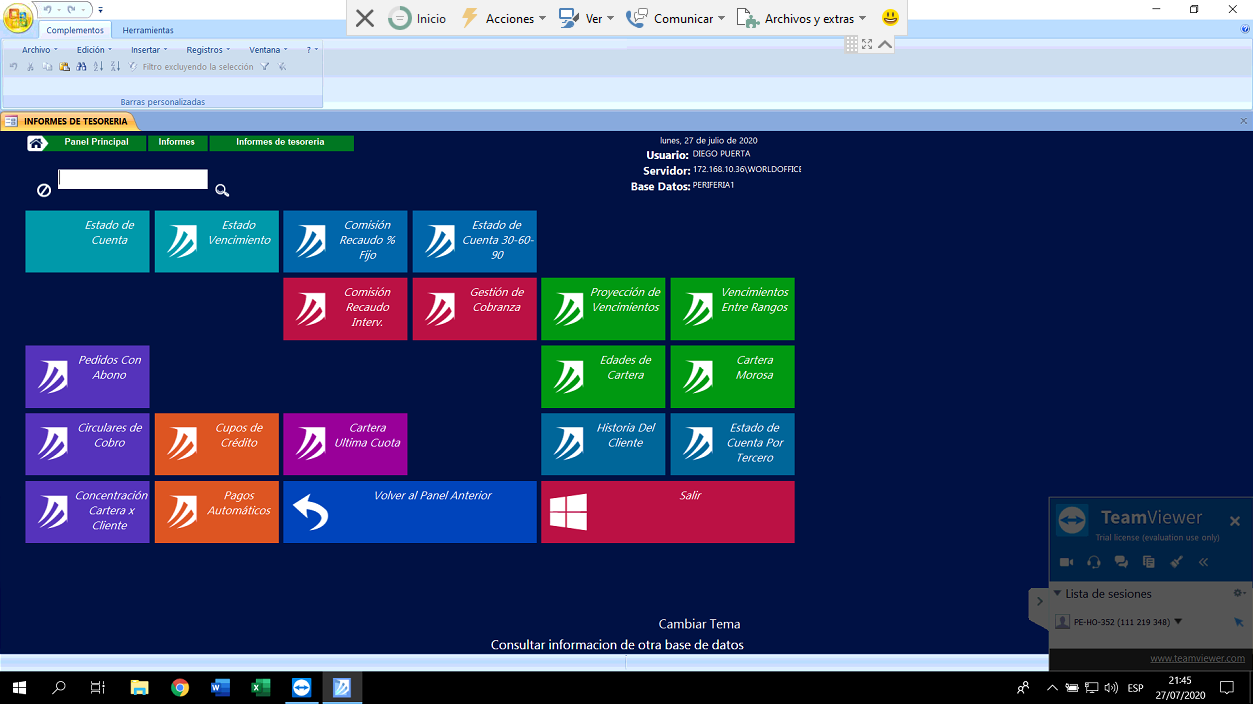 Inicio
Acciones
Ver
Comunicar
Archivos y extras
Complementos
Herramientas
Archivo
Edición
Insertar
Registros
Ventana
?
Filtro excluyendo la selección
Barras personalizadas
INFORMES DE TESORERIA
Panel Principal
Informes
Informes de tesoreria
lunes, 27 de julio de 2020
Usuario: DIEGO PUERTA
Servidor: 172.168.10.36\WORLDOFFICE
Base Datos: PERIFERIA1
Estado de
Cuenta
Estado
Vencimiento
Comisión
Recaudo %
Fijo
Estado de
Cuenta 30-60-
90
Comisión
Recaudo
Interv.
Gestión de
Cobranza
Proyección de
Vencimientos
Vencimientos
Entre Rangos
Pedidos Con
Abono
Edades de
Cartera
Cartera
Morosa
Circulares de
Cobro
Cupos de
Crédito
Cartera
Ultima Cuota
Historia Del
Cliente
Estado de
Cuenta Por
Tercero
Concentración
Cartera x
Cliente
Pagos
Automáticos
Volver al Panel Anterior
Salir
TeamViewer
Trial license (evaluation use only)
Lista de sesiones
PE-HO-352 (111 219 348)
www.teamviewer.com
Cambiar Tema
Consultar informacion de otra base de datos
ESP
21:45
27/07/2020